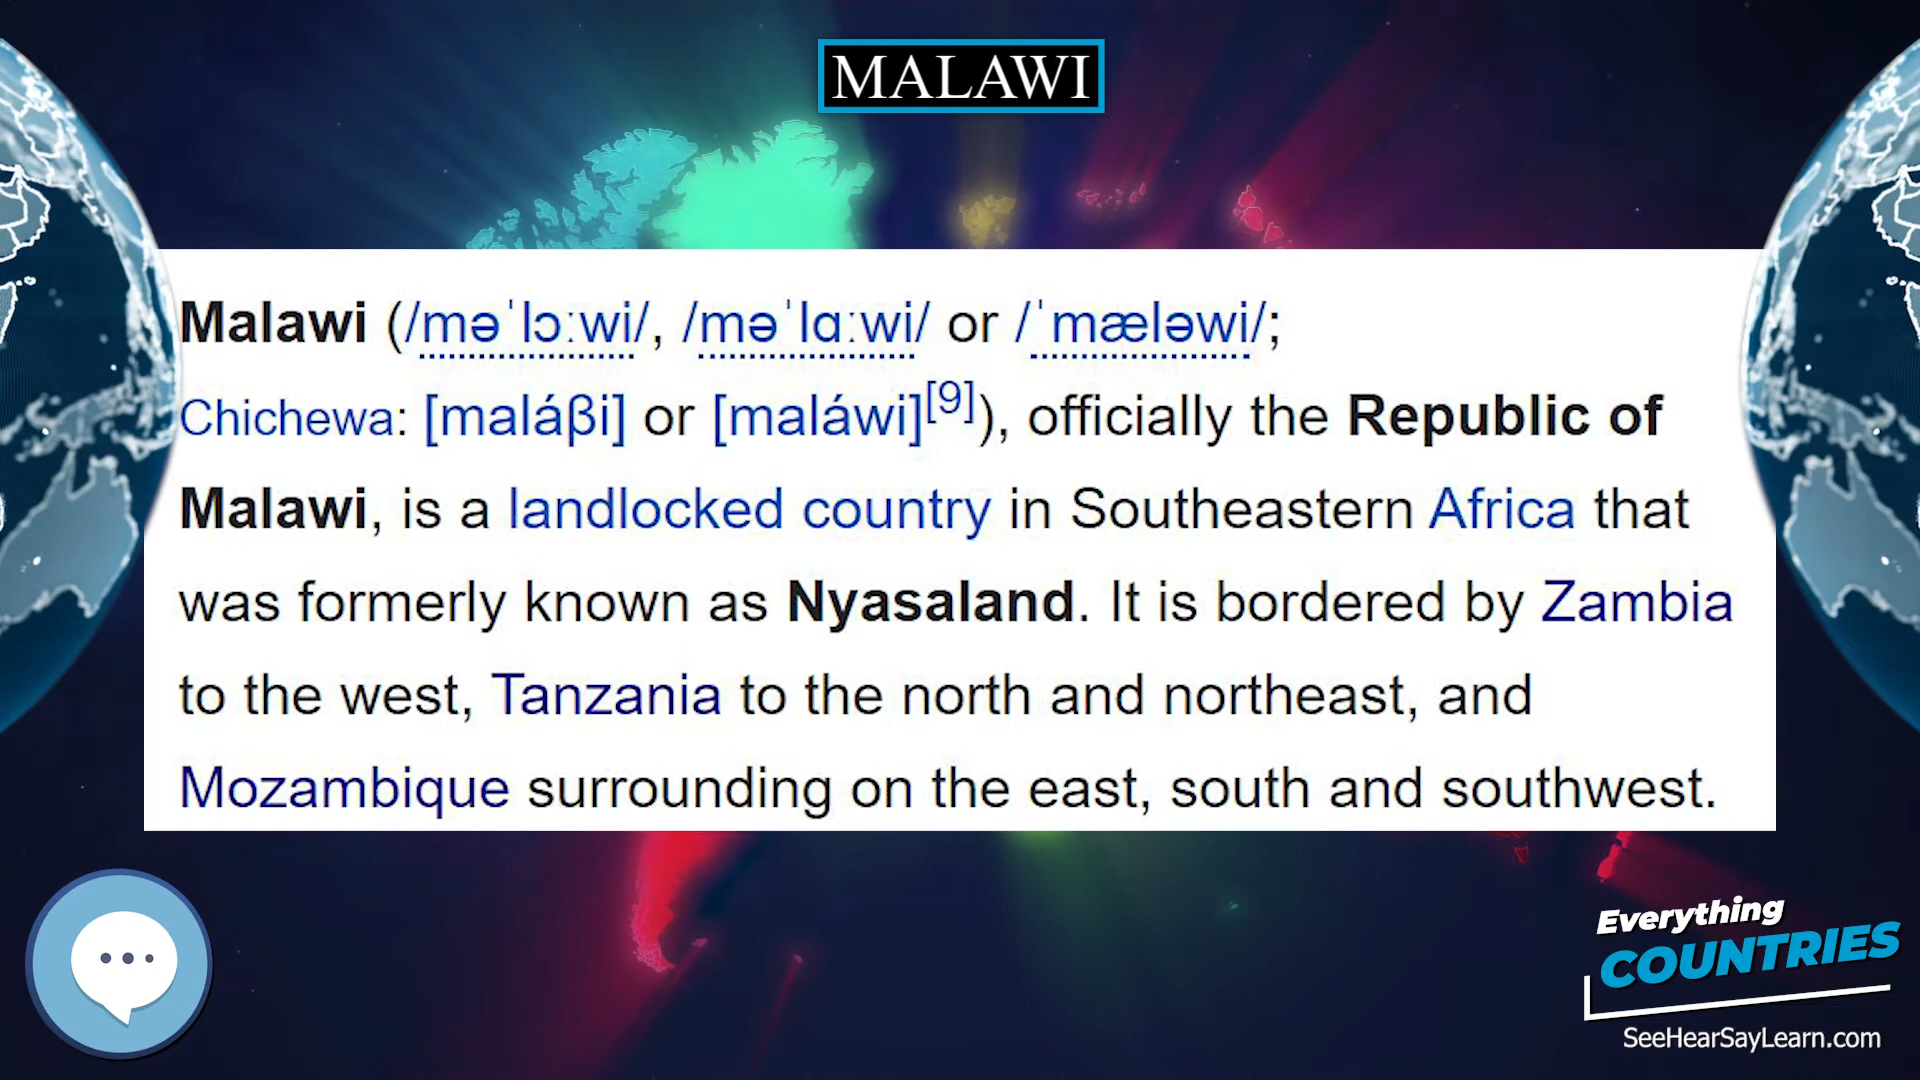 MALAWI
Malawi (/məˈlɔːwi/, /məˈlɑːwi/ or /ˈmæləwi/;
Chichewa: [maláβi] or [maláwi][9]), officially the Republic of
Malawi, is a landlocked country in Southeastern Africa that
was formerly known as Nyasaland. It is bordered by Zambia
to the west, Tanzania to the north and northeast, and
Mozambique surrounding on the east, south and southwest.
Everything
COUNTRIES
SeeHearSayLearn.com